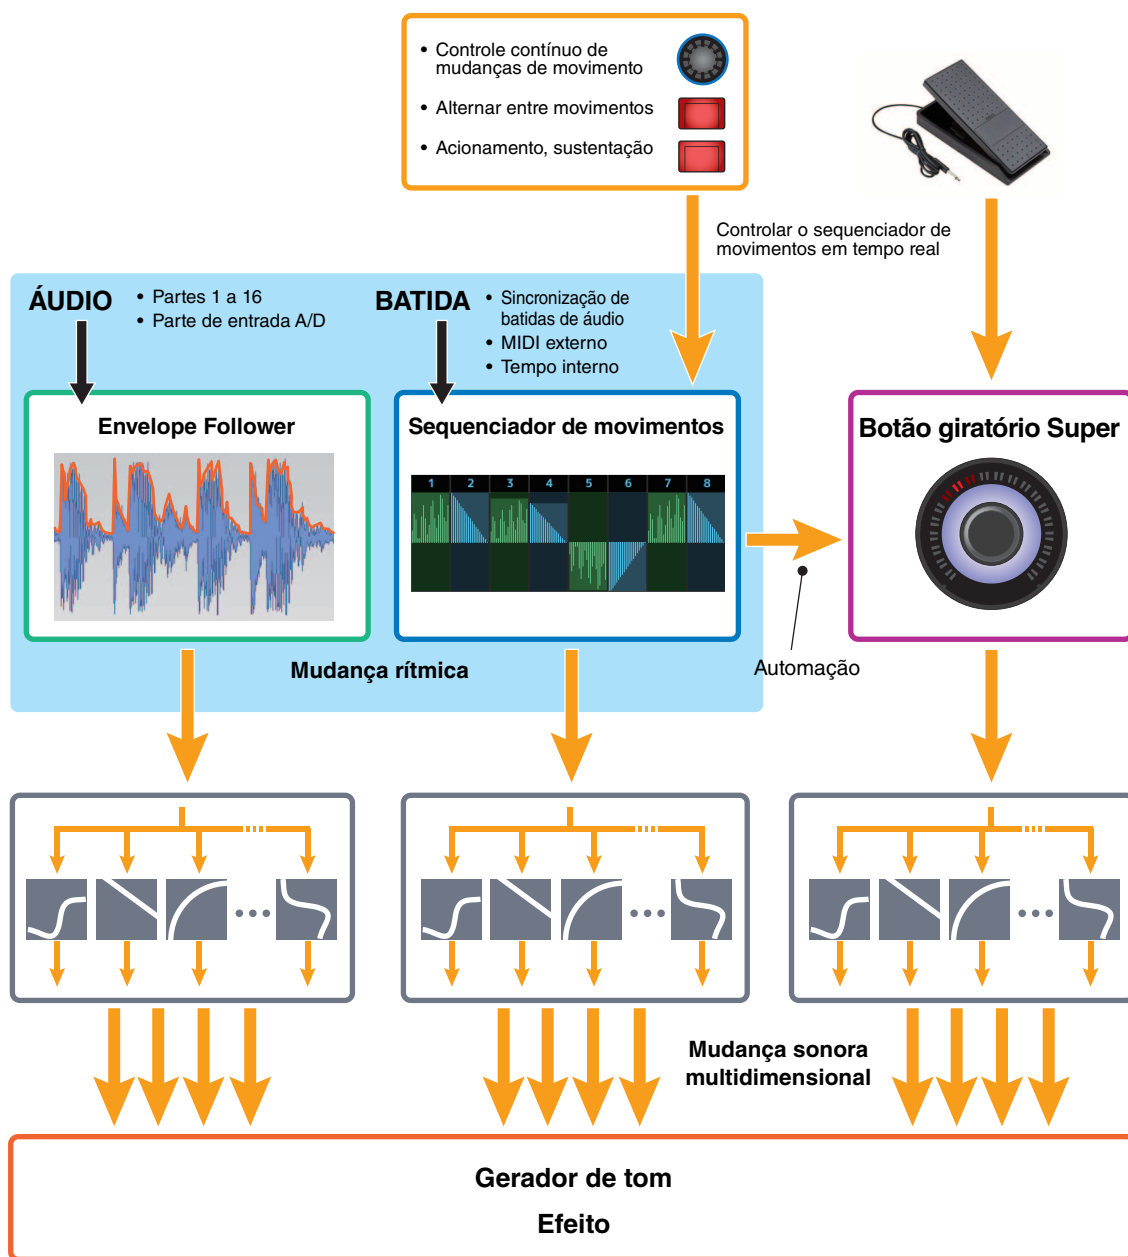 • Controle contínuo de
mudanças de movimento
• Alternar entre movimentos
• Acionamento, sustentação
Controlar o sequenciador de
movimentos em tempo real
ÁUDIO
• Partes 1 a 16
• Parte de entrada A/D
BATIDA
• Sincronização de
batidas de áudio
• MIDI externo
• Tempo interno
Envelope Follower
Sequenciador de movimentos
1 2 3 4 5 6 7 8
Botão giratório Super
Automação
Mudança rítmica
Mudança sonora
multidimensional
Gerador de tom
Efeito